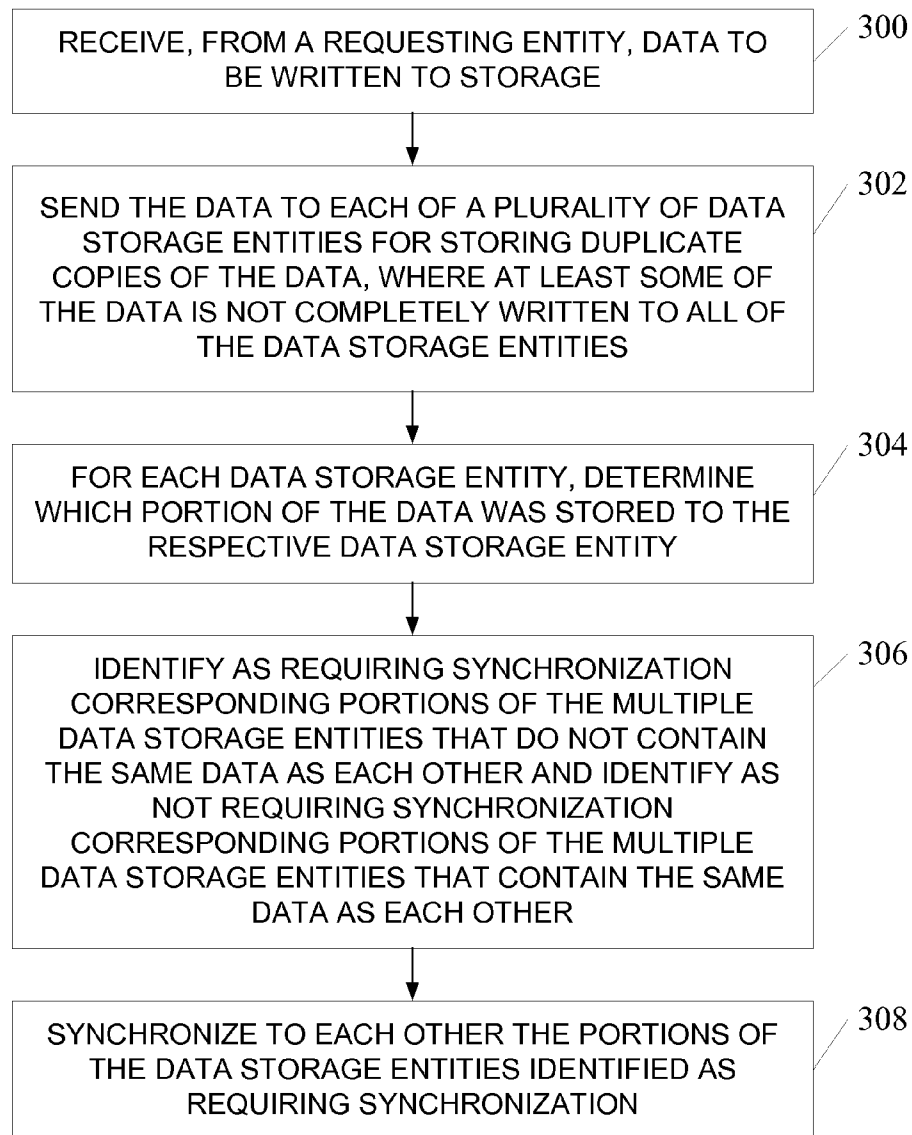 RECEIVE, FROM A REQUESTING ENTITY, DATA TO
BE WRITTEN TO STORAGE
300
SEND THE DATA TO EACH OF A PLURALITY OF DATA
STORAGE ENTITIES FOR STORING DUPLICATE
COPIES OF THE DATA, WHERE AT LEAST SOME OF
THE DATA IS NOT COMPLETELY WRITTEN TO ALL OF
THE DATA STORAGE ENTITIES
302
FOR EACH DATA STORAGE ENTITY, DETERMINE
WHICH PORTION OF THE DATA WAS STORED TO THE
RESPECTIVE DATA STORAGE ENTITY
304
IDENTIFY AS REQUIRING SYNCHRONIZATION
CORRESPONDING PORTIONS OF THE MULTIPLE
DATA STORAGE ENTITIES THAT DO NOT CONTAIN
THE SAME DATA AS EACH OTHER AND IDENTIFY AS
NOT REQUIRING SYNCHRONIZATION
CORRESPONDING PORTIONS OF THE MULTIPLE
DATA STORAGE ENTITIES THAT CONTAIN THE SAME
DATA AS EACH OTHER
306
SYNCHRONIZE TO EACH OTHER THE PORTIONS OF
THE DATA STORAGE ENTITIES IDENTIFIED AS
REQUIRING SYNCHRONIZATION
308